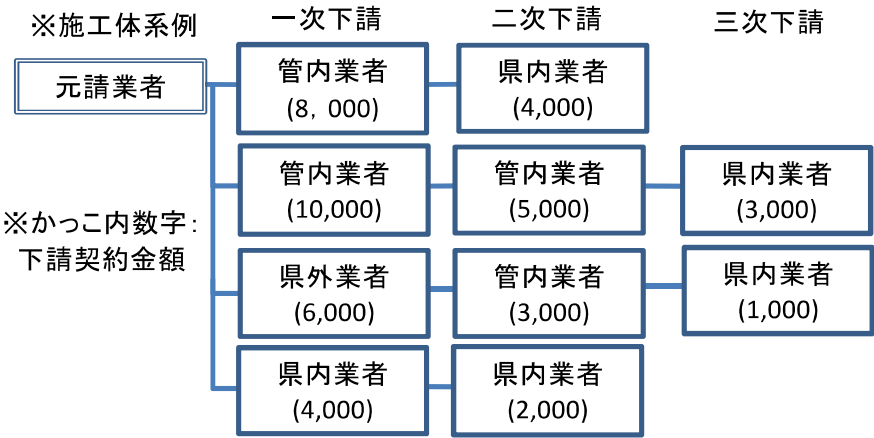 ※施工体系例
一次下請
二次下請
三次下請
元請業者
管内業者
(8，000)
県内業者
(4,000)
管内業者
(10,000)
管内業者
(5,000)
県内業者
(3,000)
※かっこ内数字：
下請契約金額
県外業者
(6,000)
管内業者
(3,000)
県内業者
(1,000)
県内業者
(4,000)
県内業者
(2,000)